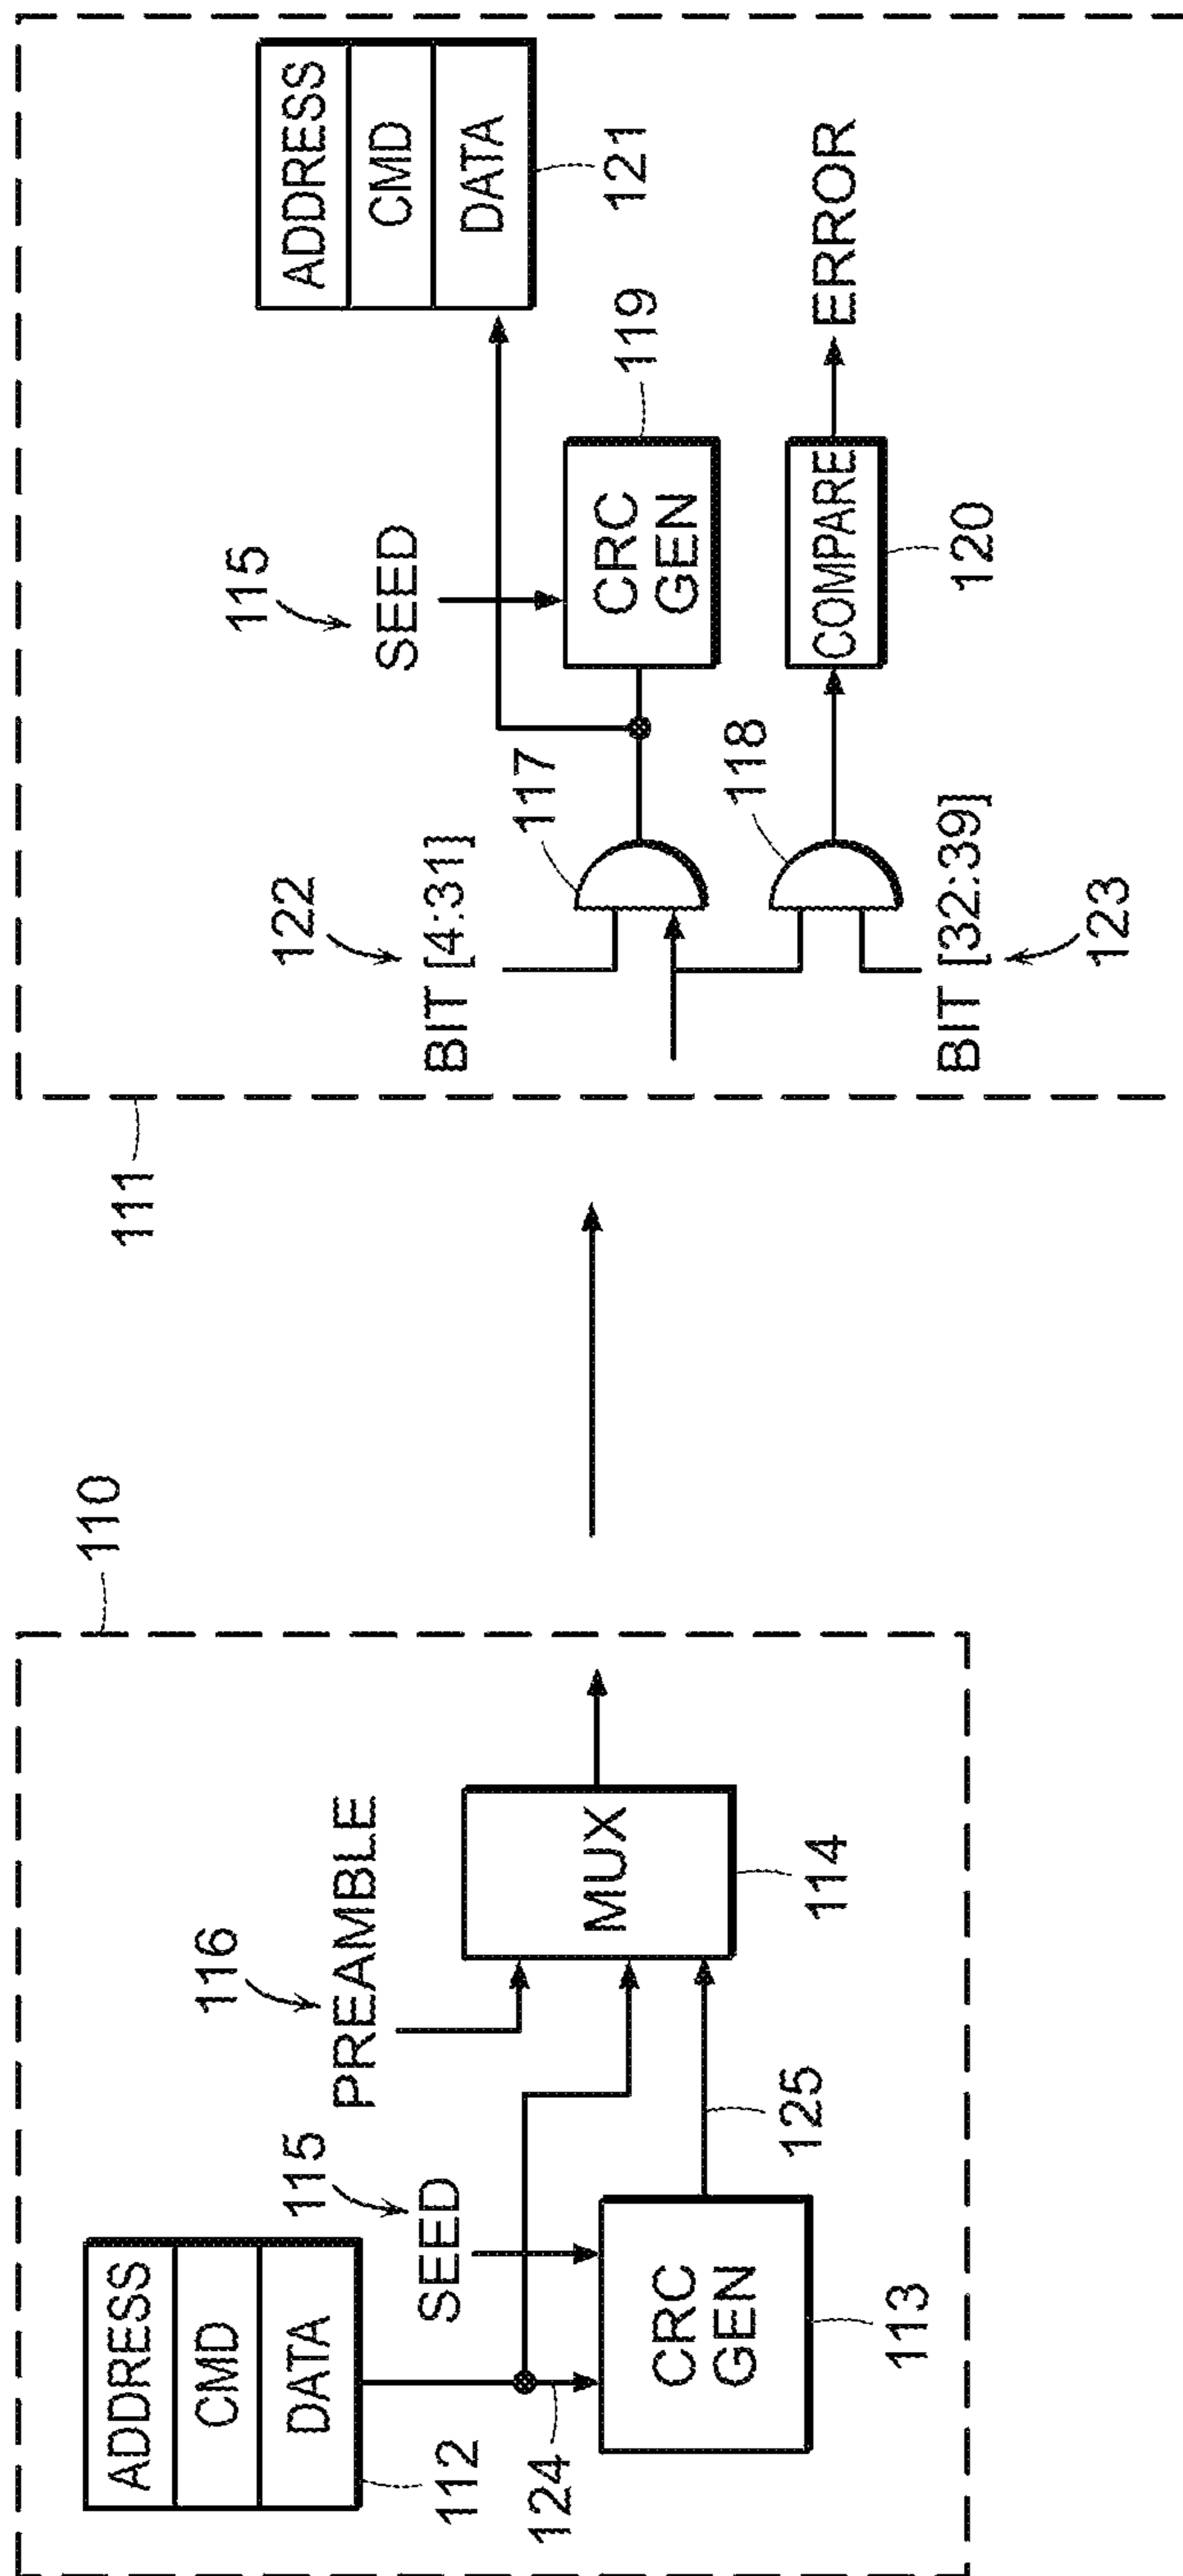 110
ADDRESS
CMD
DATA
112
124
SEED
115
CRC
GEN
113
125
PREAMBLE
116
MUX
114
111
BIT [4:31]
122
117
118
BIT [32:39]
123
SEED
115
CRC
GEN
119
COMPARE
120
ERROR
ADDRESS
CMD
DATA
121